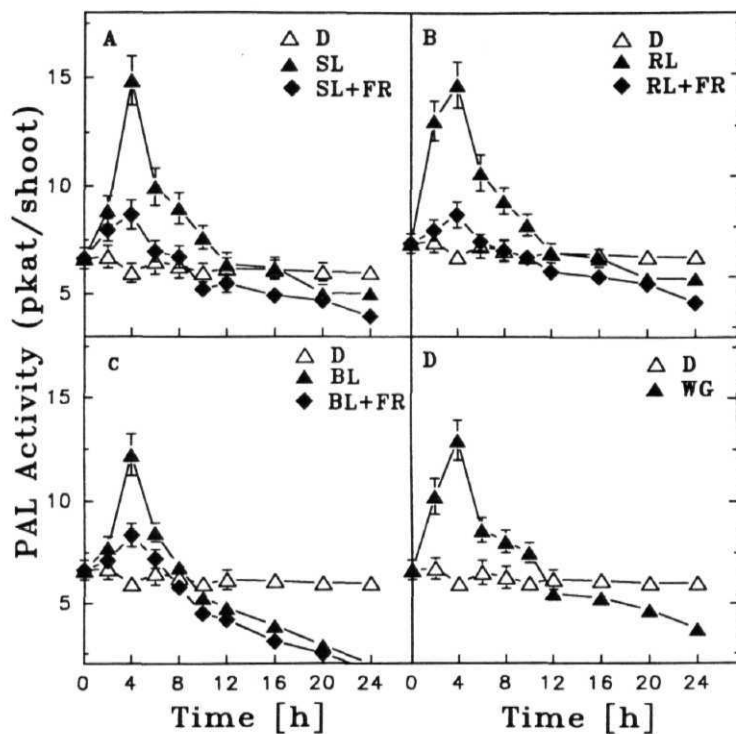 PAL Activity (pkat/shoot)
A
D
SL
SL+FR
B
D
RL
RL+FR
15
10
5
C
D
BL
BL+FR
D
D
WG
15
10
5
0 4 8 12 16 20 24
0 4 8 12 16 20 24
Time [h]
Time [h]